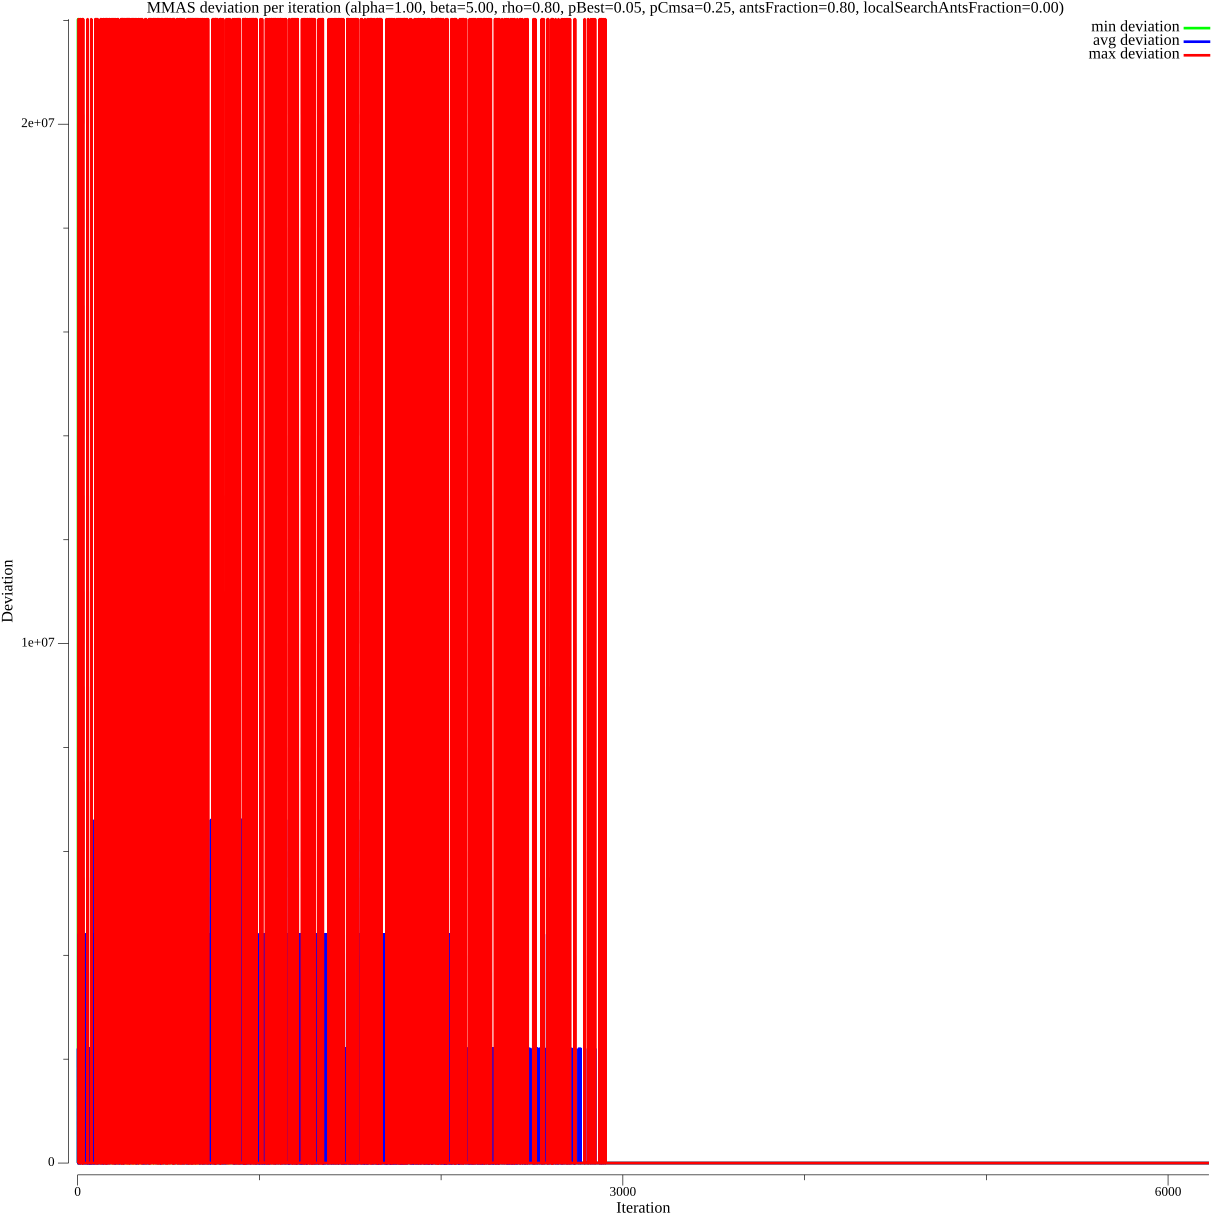 MMAS deviation per iteration (alpha=1.00, beta=5.00, rho=0.80, pBest=0.05, pCmsa=0.25, antsFraction=0.80, localSearchAntsFraction=0.00)
min deviation
avg deviation
max deviation
2e+07
1e+07
0
Deviation
0
3000
6000
Iteration